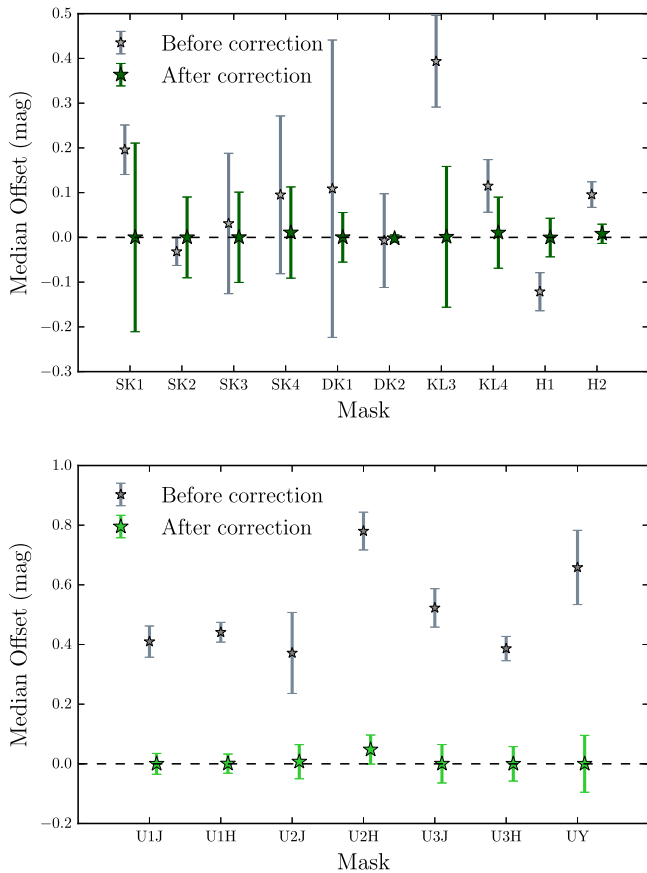 0.5
0.4
0.3
0.2
0.1
0.0
−0.1
−0.2
−0.3
Median Offset (mag)
Before correction
After correction
SK1 SK2 SK3 SK4 DK1 DK2 KL3 KL4 H1 H2
Mask
1.0
0.8
0.6
0.4
0.2
0.0
−0.2
Median Offset (mag)
Before correction
After correction
U1J U1H U2J U2H U3J U3H UY
Mask